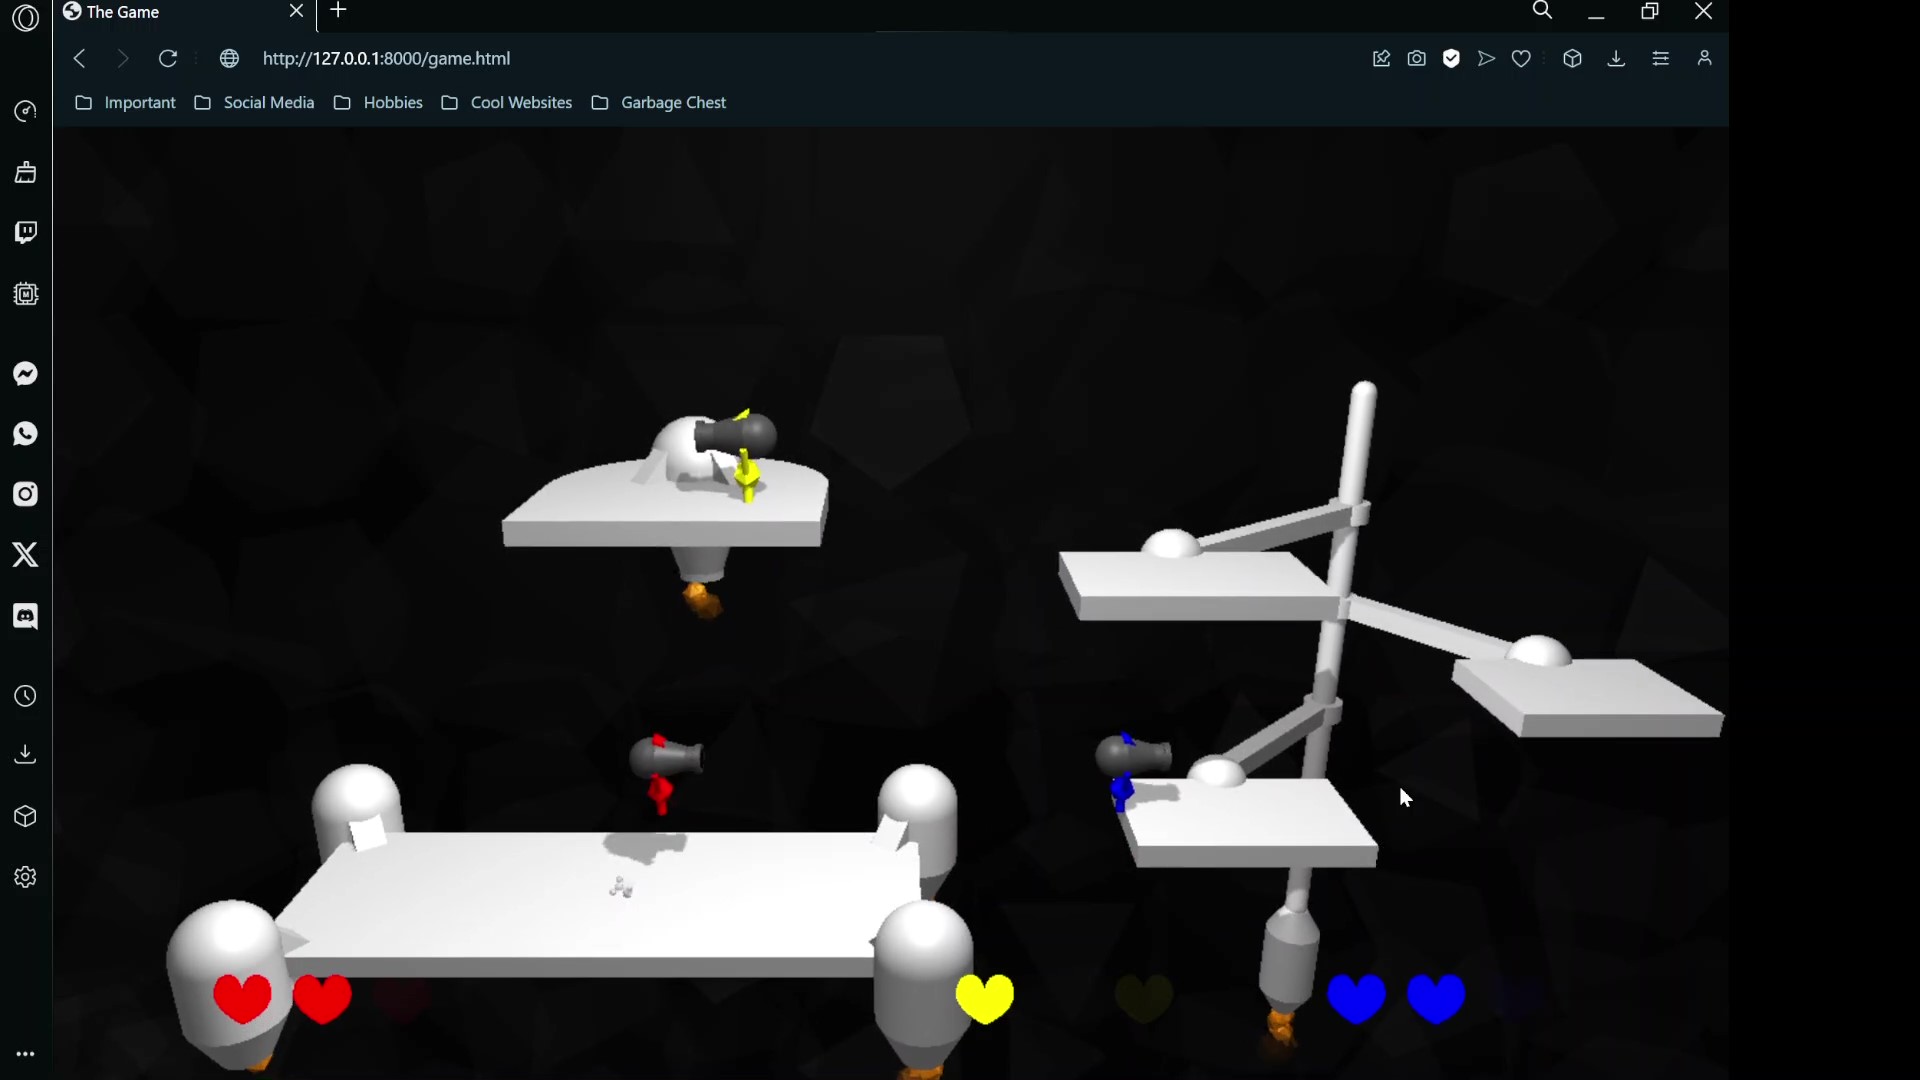 The Game
http://127.0.0.1:8000/game.html
Important Social Media Hobbies Cool Websites Garbage Chest